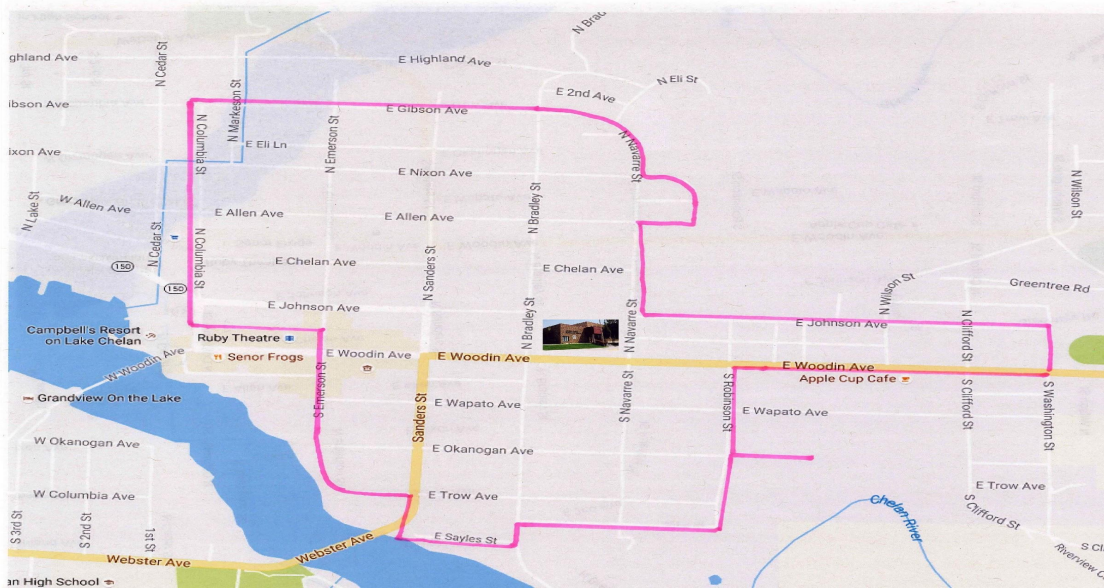 N Brad
E Highland Ave
ghland Ave
N Cedar St
N Markeson St
N Eli St
E 2nd Ave
ibson Ave
E Gibson Ave
N Columbia St
N Emerson St
N Navarre St
E Eli Ln
ixon Ave
E Nixon Ave
N Wilson St
N Lake St
W Allen Ave
N Bradley St
E Allen Ave
E Allen Ave
N Cedar St
N Columbia St
N Sanders St
150
E Chelan Ave
E Chelan Ave
150
N Wilson St
Greentree Rd
E Johnson Ave
N Bradley St
N Navarre St
E Johnson Ave
N Clifford St
Campbell's Resort
on Lake Chelan
Ruby Theatre
W Woodin Ave
Senor Frogs
E Woodin Ave
E Woodin Ave
E Woodin Ave
Apple Cup Cafe
Grandview On the Lake
S Emerson St
Sanders St
E Wapato Ave
S Navarre St
S Robinson St
E Wapato Ave
S Clifford St
S Washington St
W Okanogan Ave
E Okanogan Ave
W Columbia Ave
E Trow Ave
E Trow Ave
S 3rd St
S 2nd St
S 1st St
Chelan River
S Clifford St
E Sayles St
Webster Ave
Webster Ave
S Cl
Riverview C
an High School